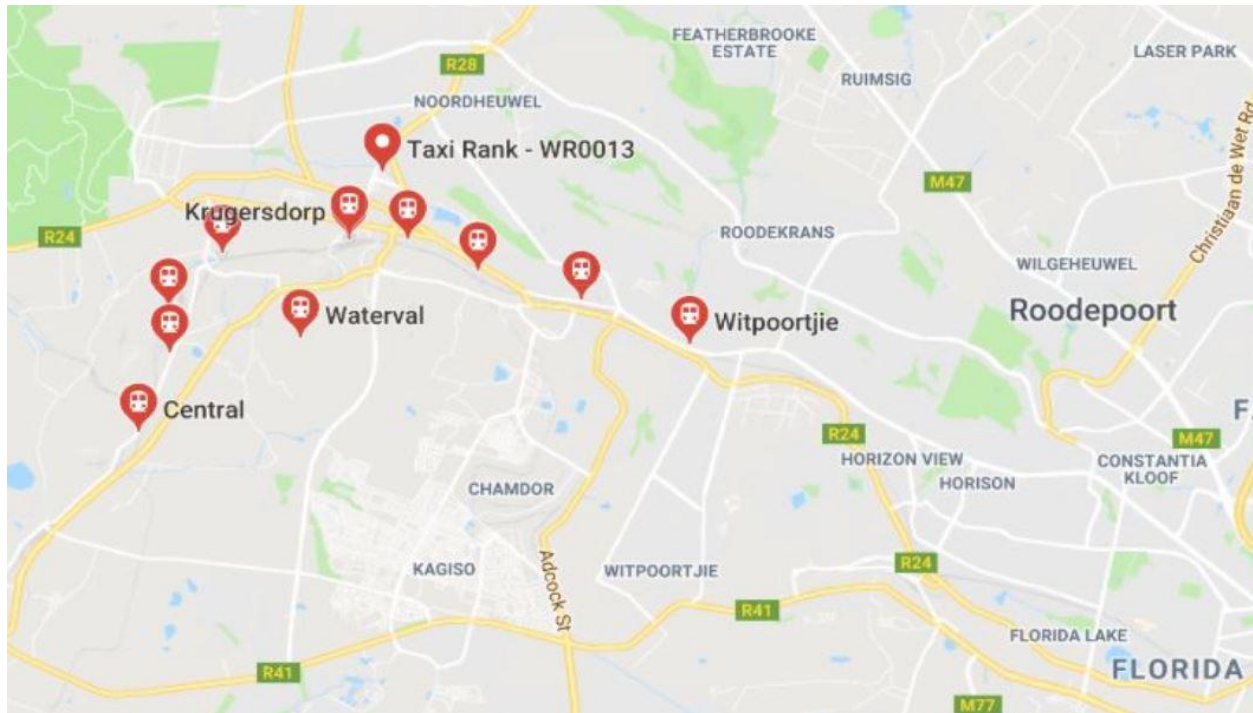 FEATHERBROOKE
ESTATE
LASER PARK
R28
RUIMSIG
NOORDHEUWEL
Taxi Rank - WR0013
Christiaan de Wet Rd
M47
Krugersdorp
R24
ROODEKRANS
WILGEHEUWEL
Roodepoort
Waterval
Witpoortjie
Central
R24
M47
HORIZON VIEW
CONSTANTIA
KLOOF
HORISON
CHAMDOR
KAGISO
Adcock St
WITPOORTJIE
R24
R41
FLORIDA LAKE
R41
FLORIDA
M77